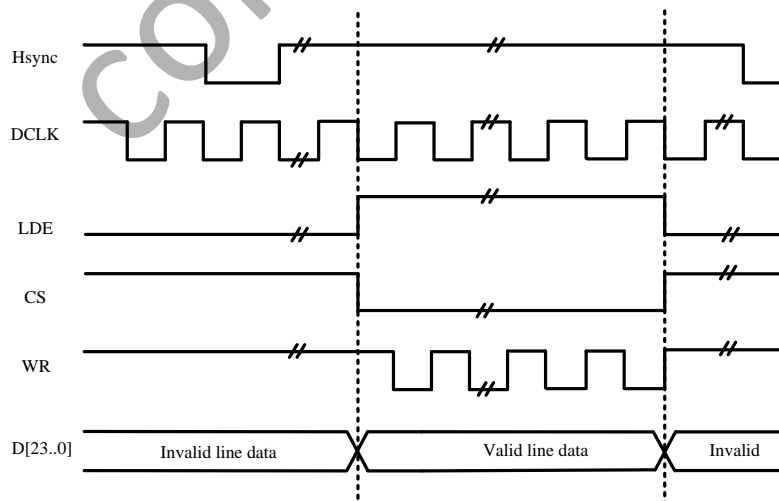 Hsync
DCLK
LDE
CS
WR
D[23..0]
Invalid line data
Valid line data
Invalid